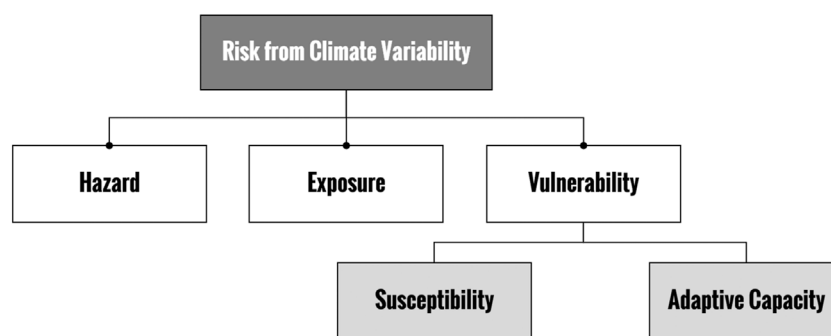 Risk from Climate Variability
Hazard
Exposure
Vulnerability
Susceptibility
Adaptive Capacity